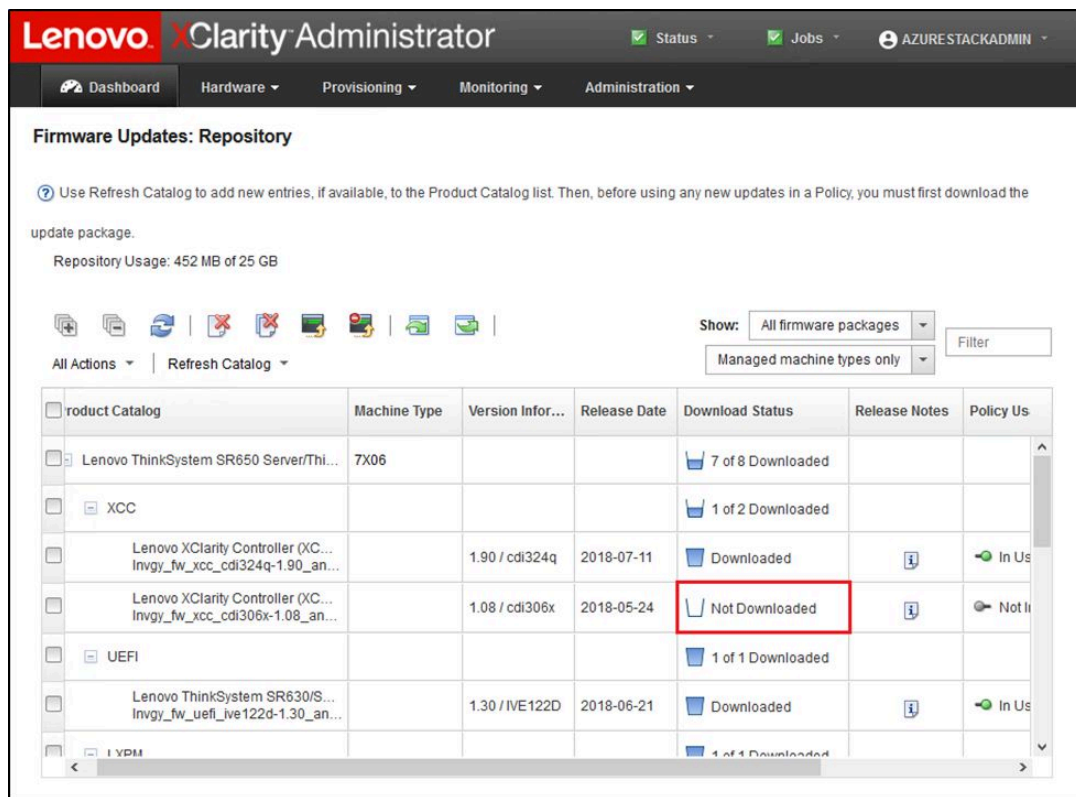 Lenovo. XClarity Administrator
Status
Jobs
AZURESTACKADMIN
Dashboard
Hardware
Provisioning
Monitoring
Administration
Firmware Updates: Repository
Use Refresh Catalog to add new entries, if available, to the Product Catalog list. Then, before using any new updates in a Policy, you must first download the
update package.
Repository Usage: 452 MB of 25 GB
Show: All firmware packages
Filter
All Actions
Refresh Catalog
Managed machine types only
roduct Catalog Machine Type Version Infor... Release Date Download Status Release Notes Policy Us
Lenovo ThinkSystem SR650 Server/Thi... 7X06 7 of 8 Downloaded
XCC 1 of 2 Downloaded
Lenovo XClarity Controller (XC...
lnvgy_fw_xcc_cdi324q-1.90_an... 1.90 / cdi324q 2018-07-11 Downloaded In Us
Lenovo XClarity Controller (XC...
lnvgy_fw_xcc_cdi306x-1.08_an... 1.08 / cdi306x 2018-05-24 Not Downloaded Not I
UEFI 1 of 1 Downloaded
Lenovo ThinkSystem SR630/S...
lnvgy_fw_uefi_ive122d-1.30_an... 1.30 / IVE122D 2018-06-21 Downloaded In Us
LXPM 1 of 1 Downloaded